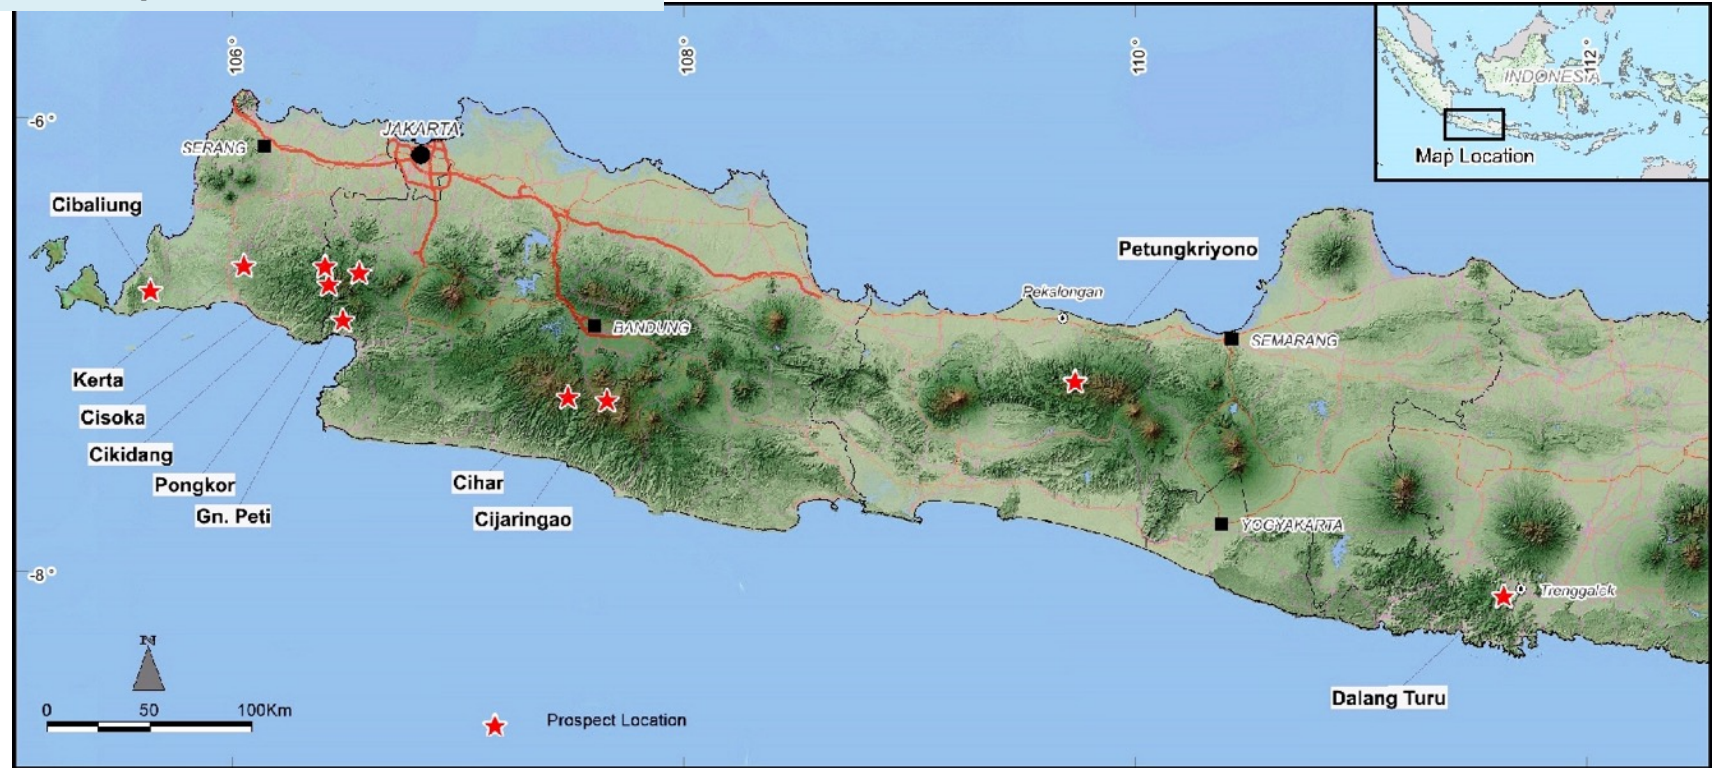 106°
108°
110°
112°
INDONESIA
Map Location
-6°
JAKARTA
SERANG
Cibaliung
Petungkriyono
Pekalongan
BANDUNG
SEMARANG
Kerta
Cisoka
Cikidang
Pongkor
Gn. Peti
Cihar
Cijaringao
YOGYAKARTA
-8°
Trenggalek
Dalang Turu
N
0 50 100Km
Prospect Location